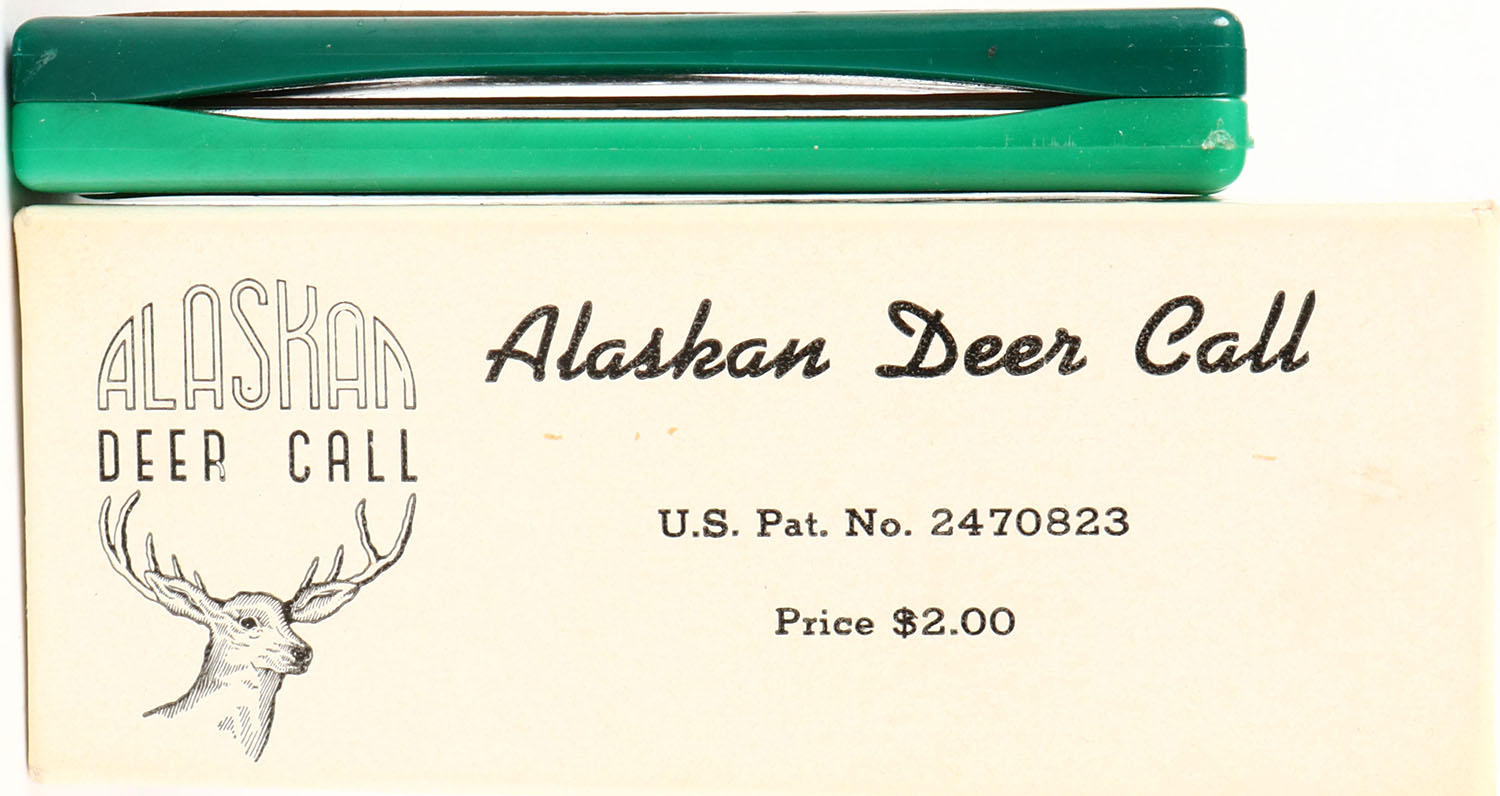 ALASKAN
DEER CALL
Alaskan Deer Call
U.S. Pat. No. 2470823
Price $2.00